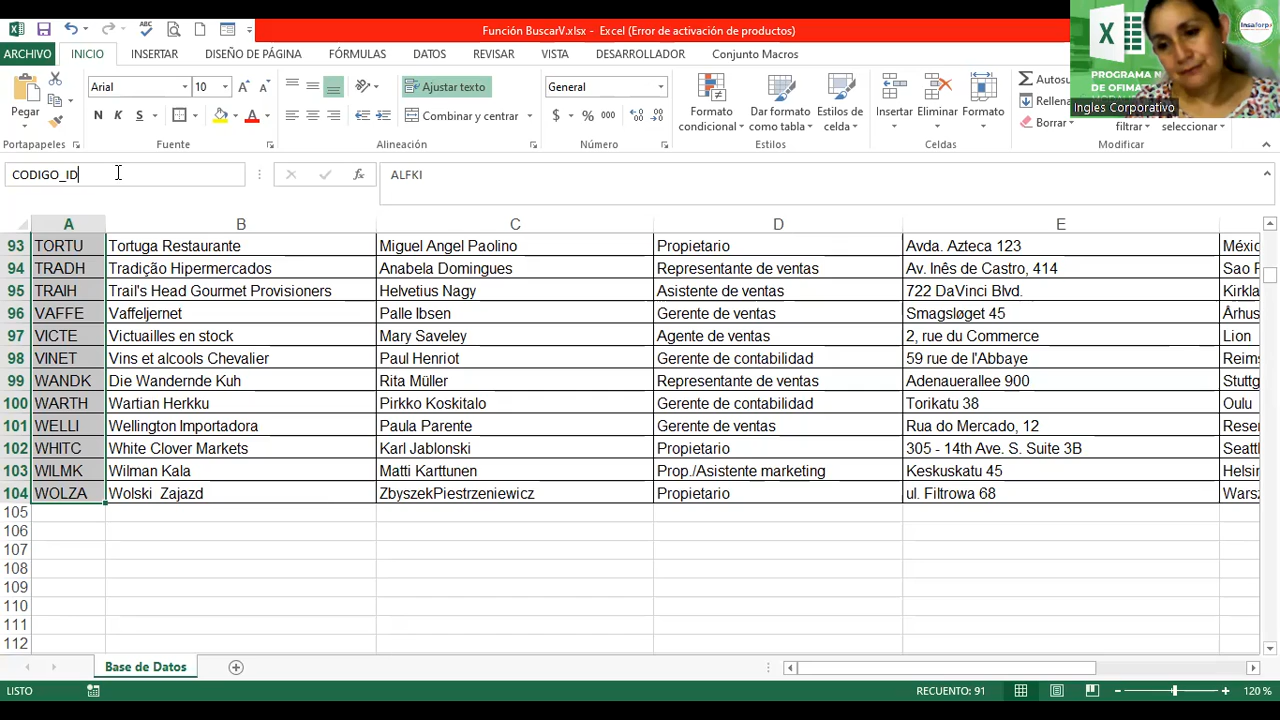 Función BuscarV.xlsx - Excel (Error de activación de productos)
ARCHIVO INICIO INSERTAR DISEÑO DE PÁGINA FÓRMULAS DATOS REVISAR VISTA DESARROLLADOR Conjunto Macros
Pegar
Arial 10
N K S
Ajustar texto
Combinar y centrar
General
$ % 000
Formato condicional
Dar formato como tabla
Estilos de celda
Insertar Eliminar Formato
Σ Autosu
Rellena
Borrar
filtrar seleccionar
Portapapeles Fuente Alineación Número Estilos Celdas Modificar
Insaforp
PROGRAMA N
DE OFIMA
Ingles Corporativo
CODIGO_ID fx ALFKI
A B C D E
93 TORTU Tortuga Restaurante Miguel Angel Paolino Propietario Avda. Azteca 123 Méxic
94 TRADH Tradição Hipermercados Anabela Domingues Representante de ventas Av. Inês de Castro, 414 Sao P
95 TRAIH Trail's Head Gourmet Provisioners Helvetius Nagy Asistente de ventas 722 DaVinci Blvd. Kirkla
96 VAFFE Vaffeljernet Palle Ibsen Gerente de ventas Smagsløget 45 Århus
97 VICTE Victuailles en stock Mary Saveley Agente de ventas 2, rue du Commerce Lion
98 VINET Vins et alcools Chevalier Paul Henriot Gerente de contabilidad 59 rue de l'Abbaye Reims
99 WANDK Die Wandernde Kuh Rita Müller Representante de ventas Adenauerallee 900 Stuttg
100 WARTH Wartian Herkku Pirkko Koskitalo Gerente de contabilidad Torikatu 38 Oulu
101 WELLI Wellington Importadora Paula Parente Gerente de ventas Rua do Mercado, 12 Reser
102 WHITC White Clover Markets Karl Jablonski Propietario 305 - 14th Ave. S. Suite 3B Seattl
103 WILMK Wilman Kala Matti Karttunen Prop./Asistente marketing Keskuskatu 45 Helsin
104 WOLZA Wolski Zajazd ZbyszekPiestrzeniewicz Propietario ul. Filtrowa 68 Warsz
105
106
107
108
109
110
111
112
Base de Datos
LISTO RECUENTO: 91 120 %